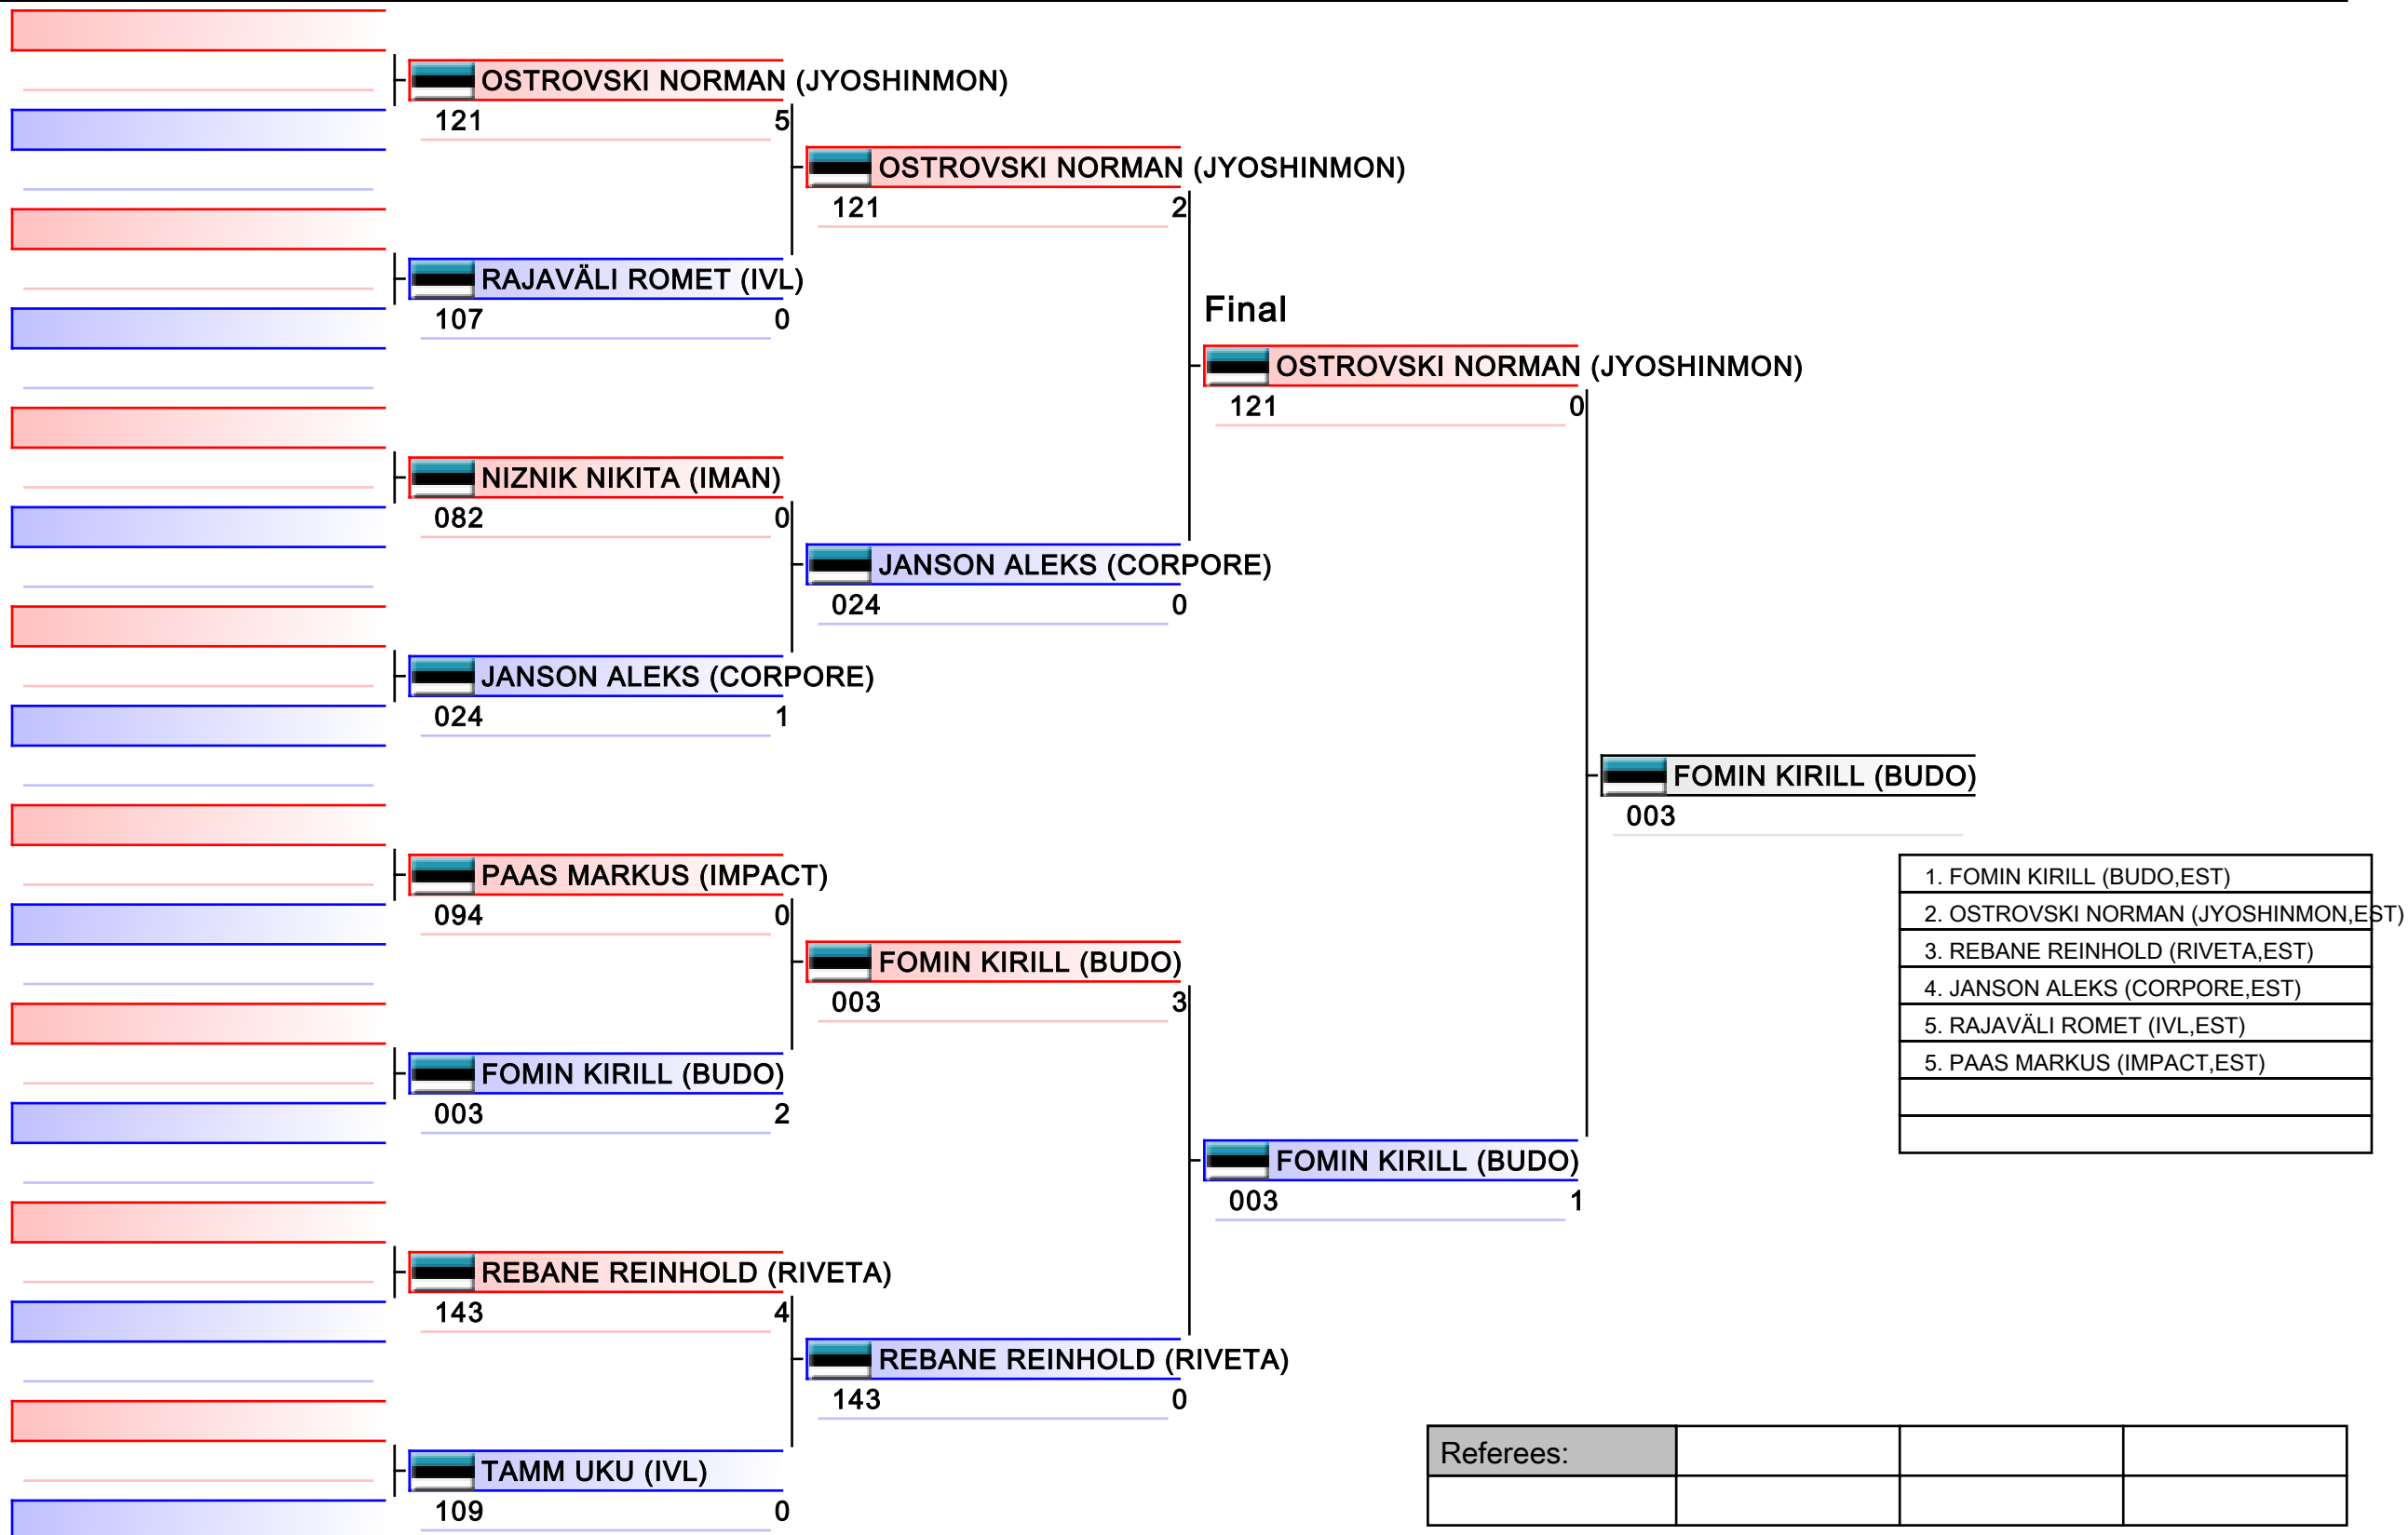 OSTROVSKI NORMAN (JYOSHINMON)
121 5
RAJAVÄLI ROMET (IVL)
107 0
NIZNIK NIKITA (IMAN)
082 0
JANSON ALEKS (CORPORE)
024 1
PAAS MARKUS (IMPACT)
094 0
FOMIN KIRILL (BUDO)
003 2
REBANE REINHOLD (RIVETA)
143 4
TAMM UKU (IVL)
109 0
OSTROVSKI NORMAN (JYOSHINMON)
121 2
JANSON ALEKS (CORPORE)
024 0
FOMIN KIRILL (BUDO)
003 3
REBANE REINHOLD (RIVETA)
143 0
Final
OSTROVSKI NORMAN (JYOSHINMON)
121 0
FOMIN KIRILL (BUDO)
003 1
FOMIN KIRILL (BUDO)
003
1. FOMIN KIRILL (BUDO,EST)
2. OSTROVSKI NORMAN (JYOSHINMON,EST)
3. REBANE REINHOLD (RIVETA,EST)
4. JANSON ALEKS (CORPORE,EST)
5. RAJAVÄLI ROMET (IVL,EST)
5. PAAS MARKUS (IMPACT,EST)
Referees: